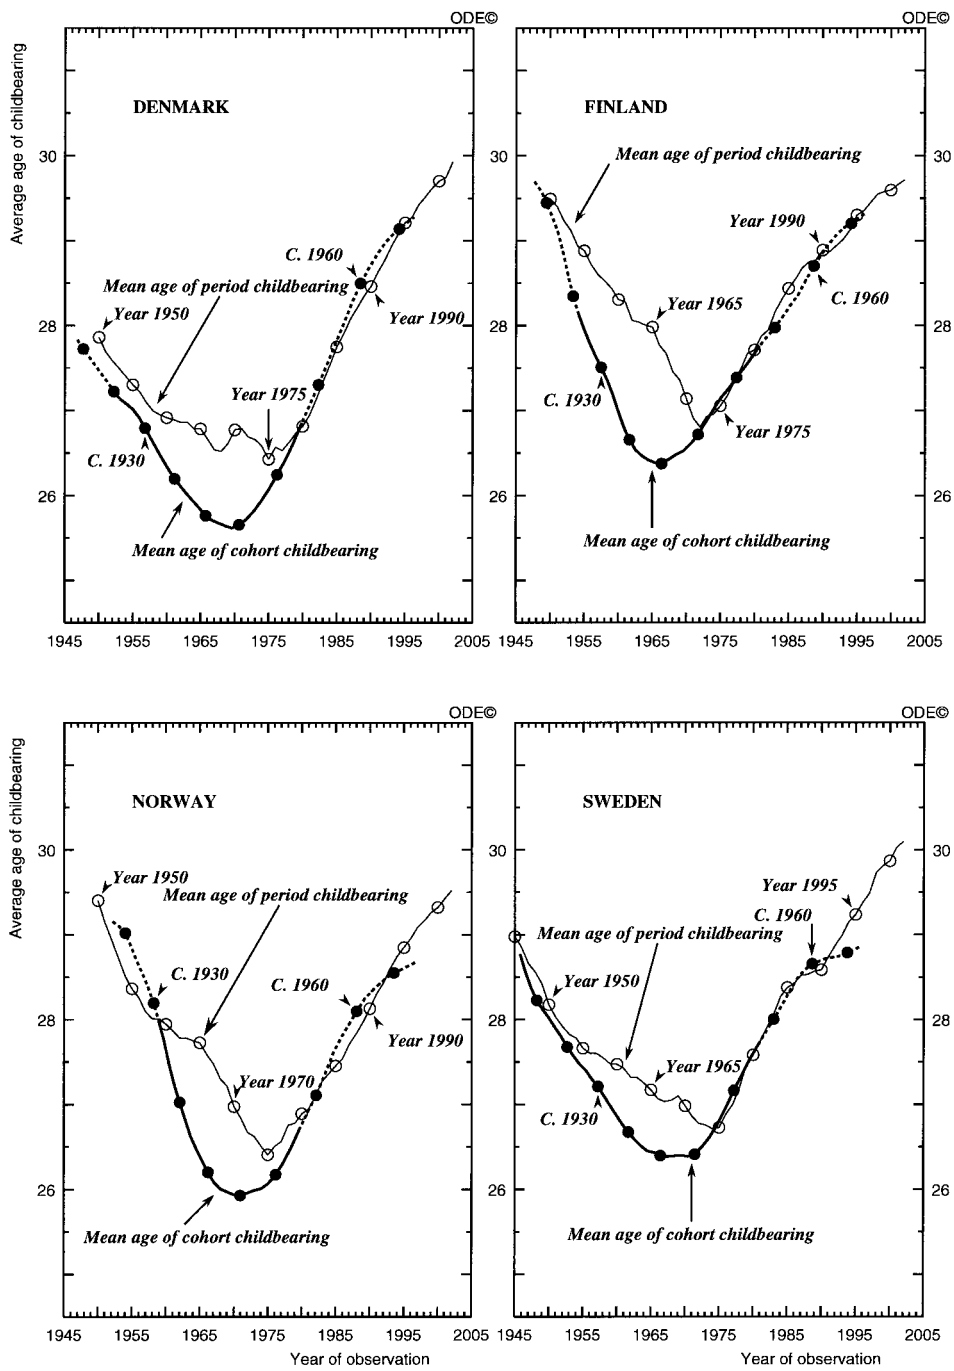 ODE©
Average age of childbearing
DENMARK
30
28
26
C. 1960
Mean age of period childbearing
Year 1950
Year 1990
Year 1975
C. 1930
Mean age of cohort childbearing
1945 1955 1965 1975 1985 1995 2005
ODE©
FINLAND
30
28
26
Mean age of period childbearing
Year 1990
Year 1965
C. 1960
C. 1930
Year 1975
Mean age of cohort childbearing
1945 1955 1965 1975 1985 1995 2005
ODE©
Average age of childbearing
NORWAY
30
28
26
Year 1950
Mean age of period childbearing
C. 1930
C. 1960
Year 1990
Year 1970
Mean age of cohort childbearing
1945 1955 1965 1975 1985 1995 2005
Year of observation
ODE©
SWEDEN
30
28
26
Year 1995
C. 1960
Mean age of period childbearing
Year 1950
Year 1965
C. 1930
Mean age of cohort childbearing
1945 1955 1965 1975 1985 1995 2005
Year of observation